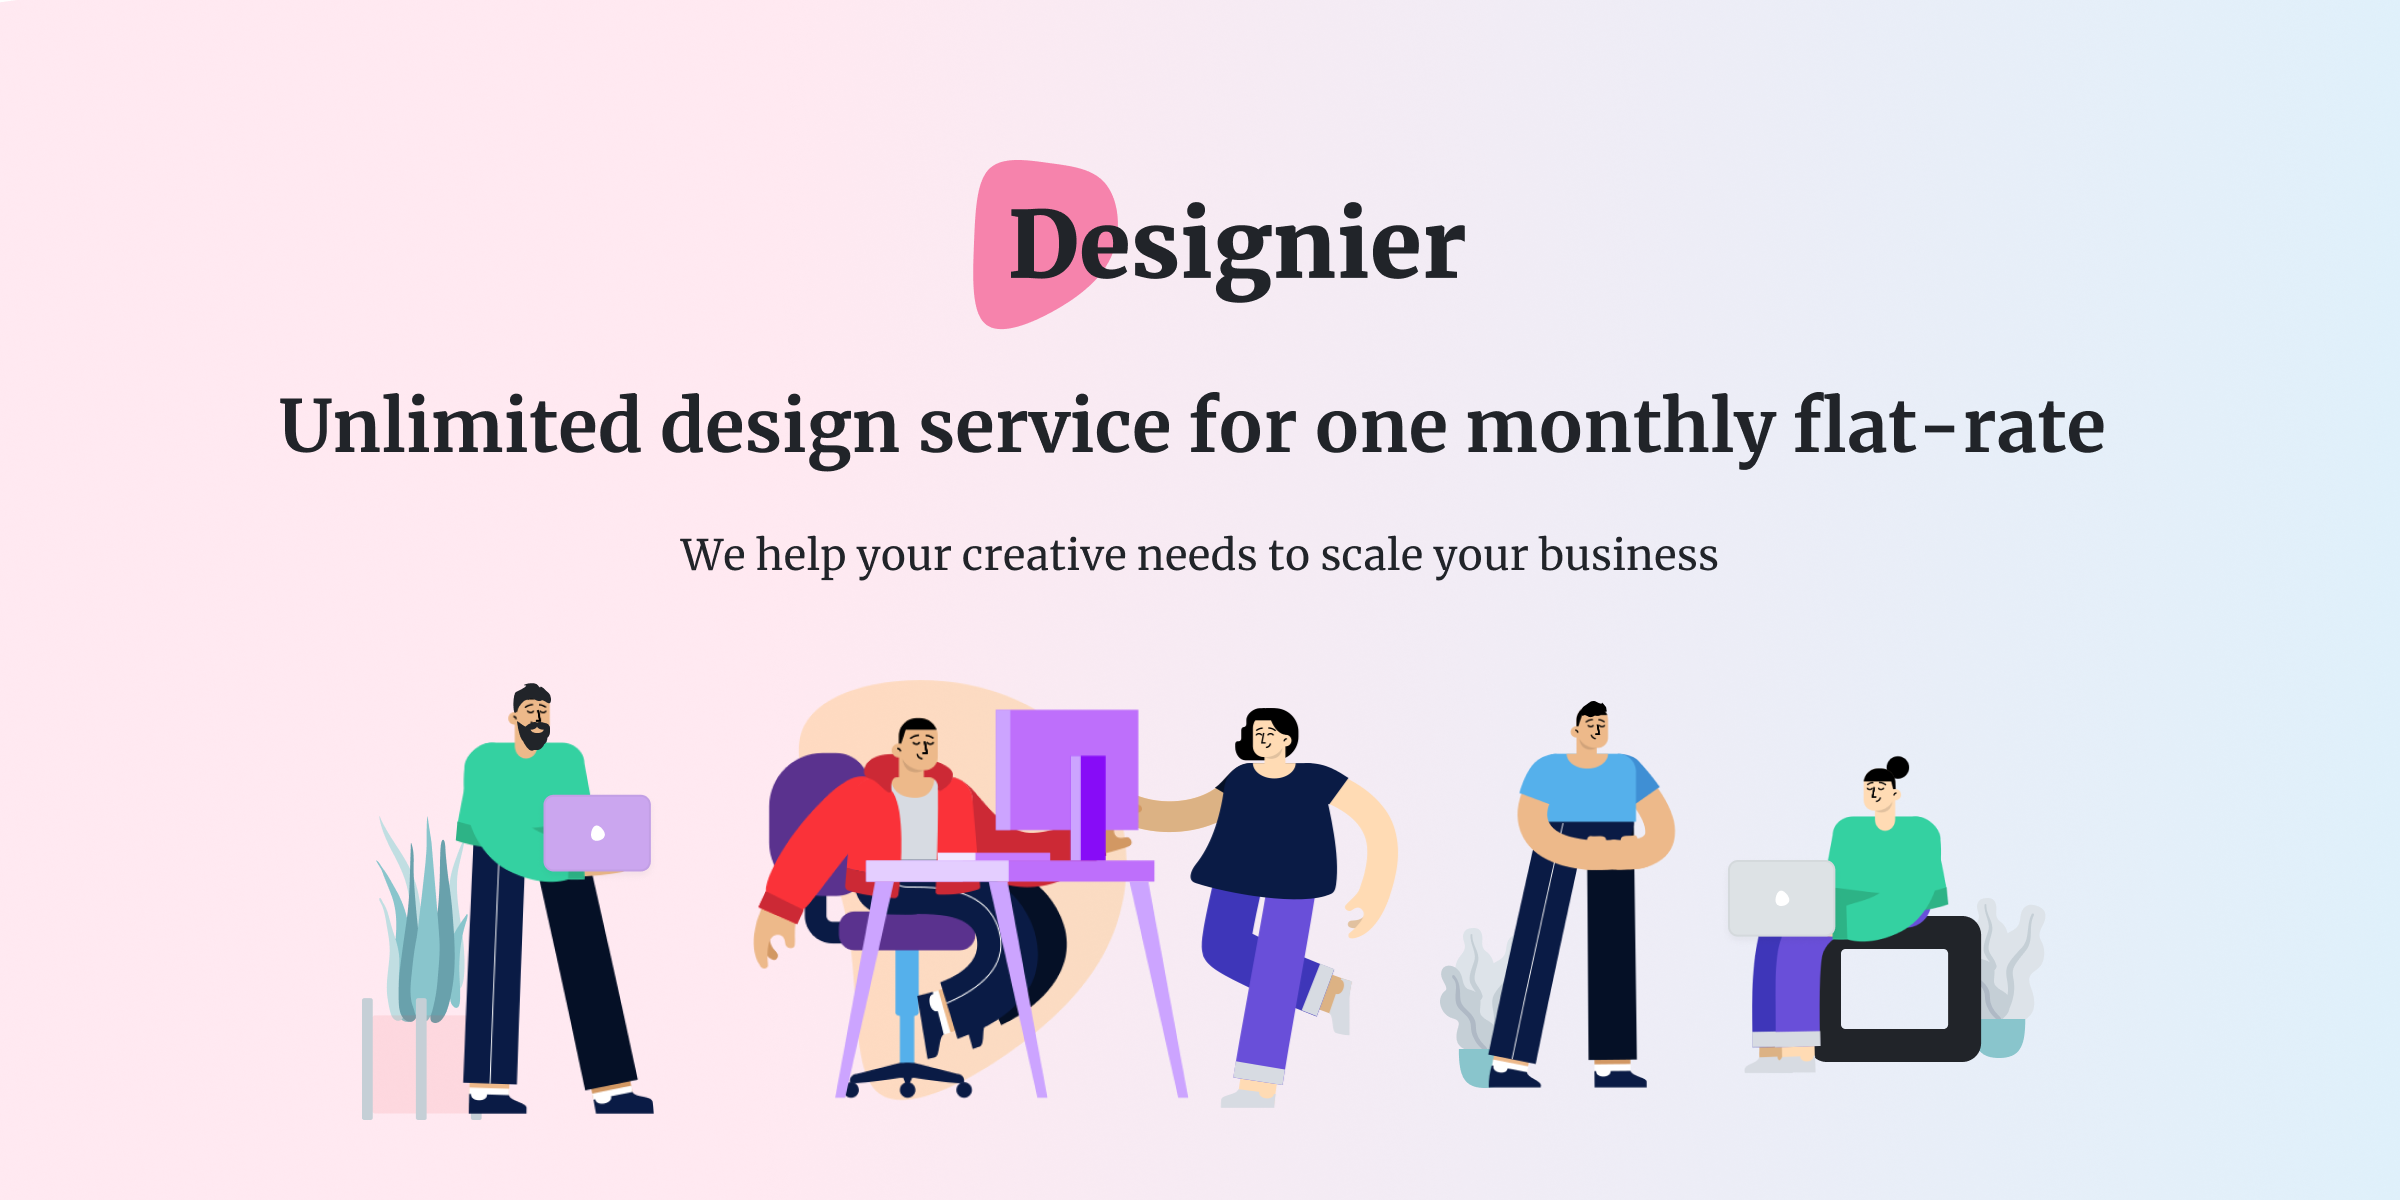 Designier
Unlimited design service for one monthly flat-rate
We help your creative needs to scale your business